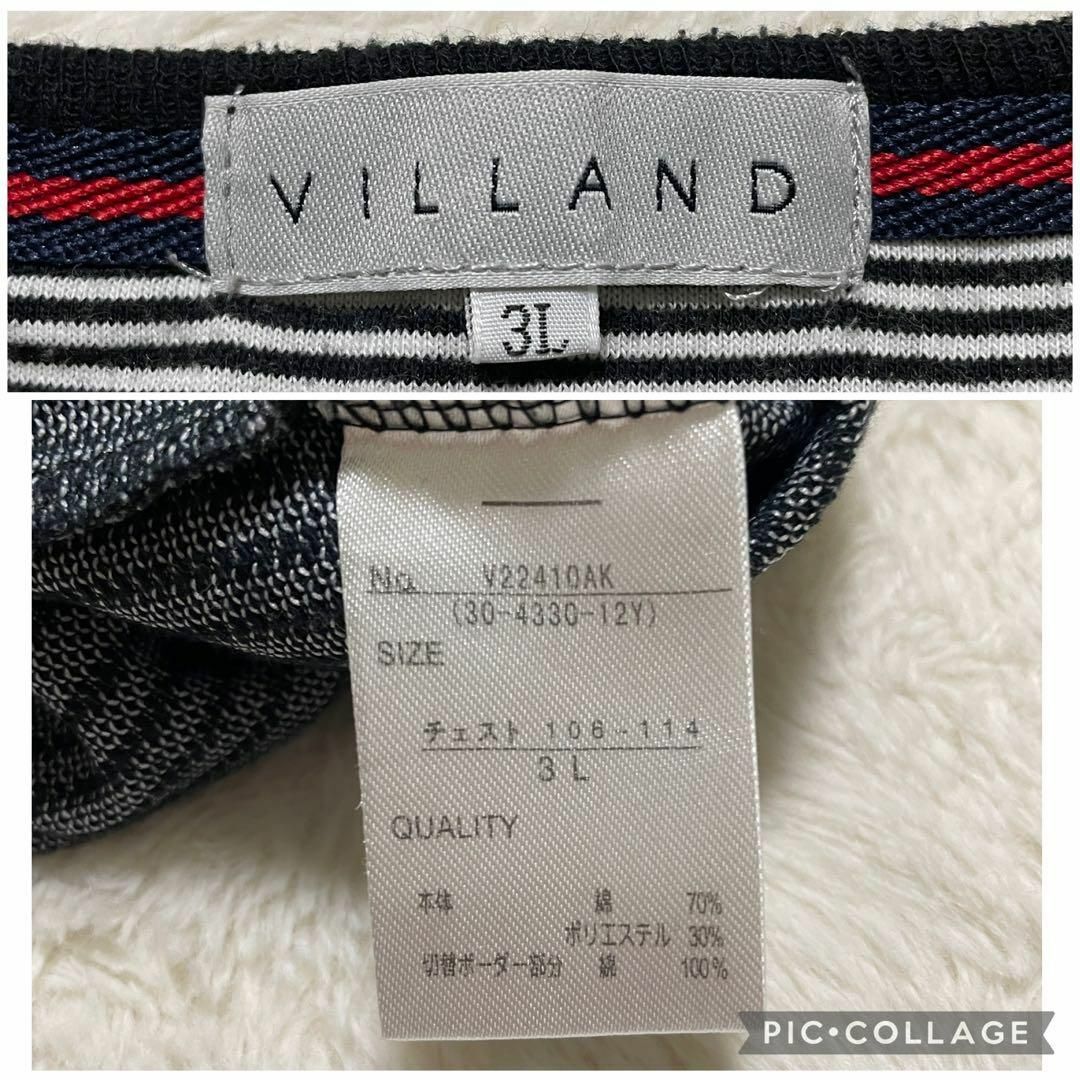 VILLAND
3L
No. V22410AK
(30-4330-12Y)
SIZE
チェスト 106-114
3L
QUALITY
本体 綿 70%
ポリエステル 30%
切替ボーダー部分 綿 100%
PIC•COLLAGE